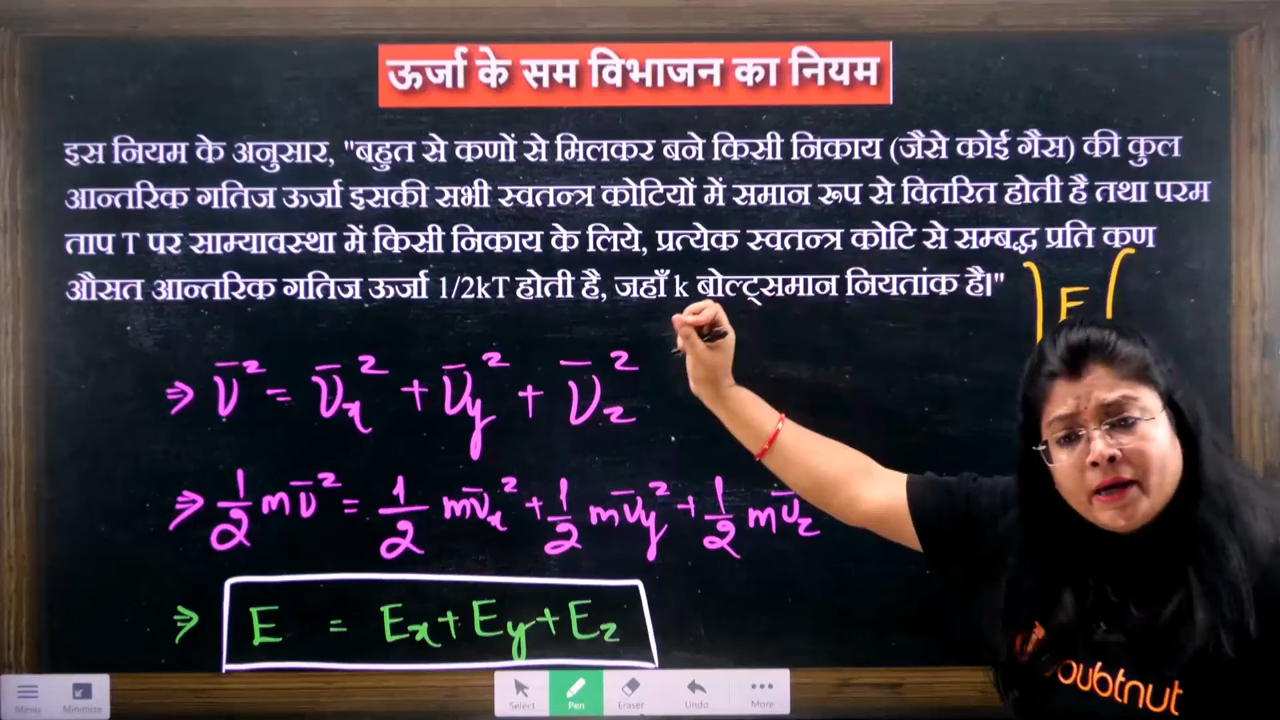 ऊर्जा के सम विभाजन का नियम
इस नियम के अनुसार, "बहुत से कणों से मिलकर बने किसी निकाय (जैसे कोई गैस) की कुल
आन्तरिक गतिज ऊर्जा इसकी सभी स्वतन्त्र कोटियों में समान रूप से वितरित होती है तथा परम
ताप T पर साम्यावस्था में किसी निकाय के लिये, प्रत्येक स्वतन्त्र कोटि से सम्बद्ध प्रति कण
औसत आन्तरिक गतिज ऊर्जा 1/2kT होती है, जहाँ k बोल्ट्समान नियतांक है।"
E
⇒ v̄² = v̄ₓ² + v̄y² + v̄z²
⇒ 1/2 mv̄² = 1/2 mv̄ₓ² + 1/2 mv̄y² + 1/2 mv̄z
⇒ E = Eₓ + Ey + Ez
doubtnut
Menu Minimize Select Pen Eraser Undo More